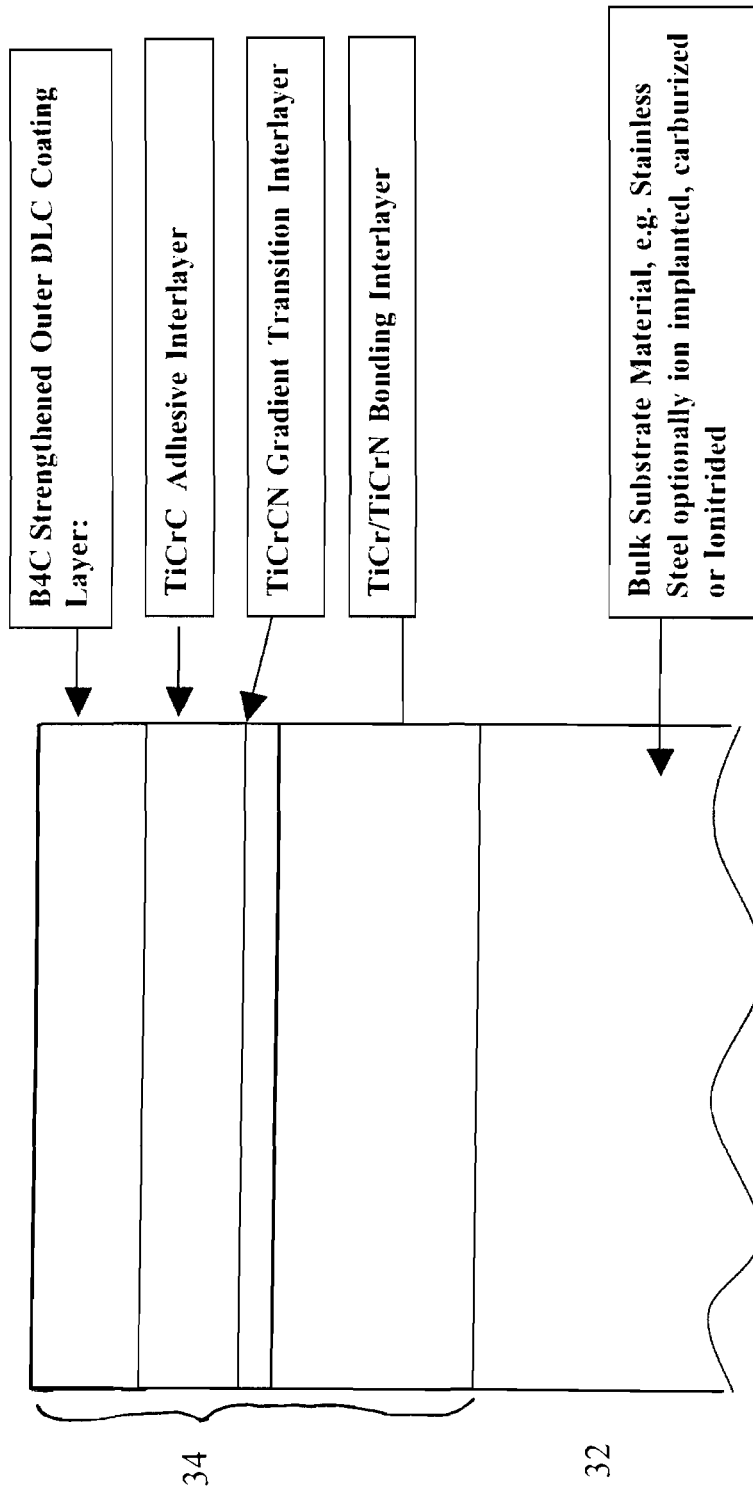 B4C Strengthened Outer DLC Coating
Layer:
TiCrC Adhesive Interlayer
TiCrCN Gradient Transition Interlayer
TiCr/TiCrN Bonding Interlayer
Bulk Substrate Material, e.g. Stainless
Steel optionally ion implanted, carburized
or Ionitrided
34
32